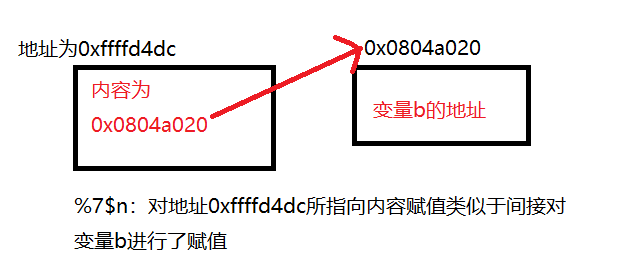 地址为0xffffd4dc
0x0804a020
内容为
0x0804a020
变量b的地址
%7$n：对地址0xffffd4dc所指向内容赋值类似于间接对
变量b进行了赋值